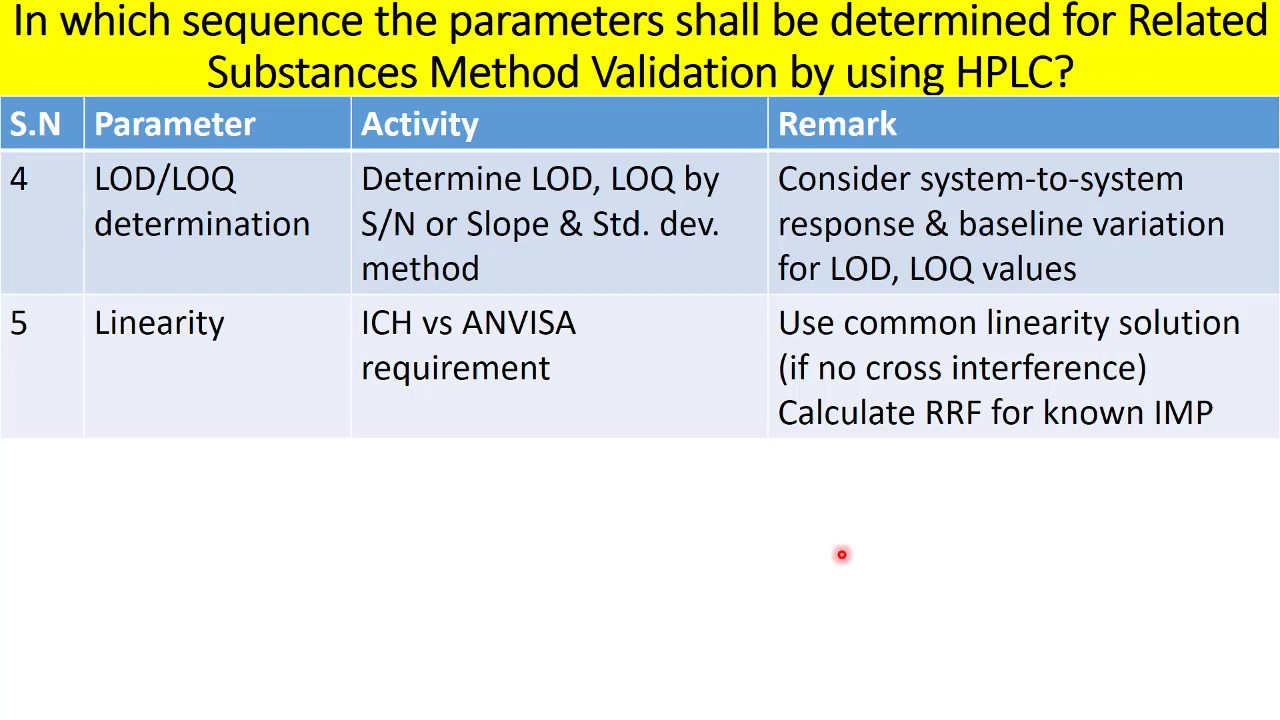 In which sequence the parameters shall be determined for Related
Substances Method Validation by using HPLC?
S.N Parameter Activity Remark
4 LOD/LOQ determination Determine LOD, LOQ by S/N or Slope & Std. dev. method Consider system-to-system response & baseline variation for LOD, LOQ values
5 Linearity ICH vs ANVISA requirement Use common linearity solution (if no cross interference) Calculate RRF for known IMP